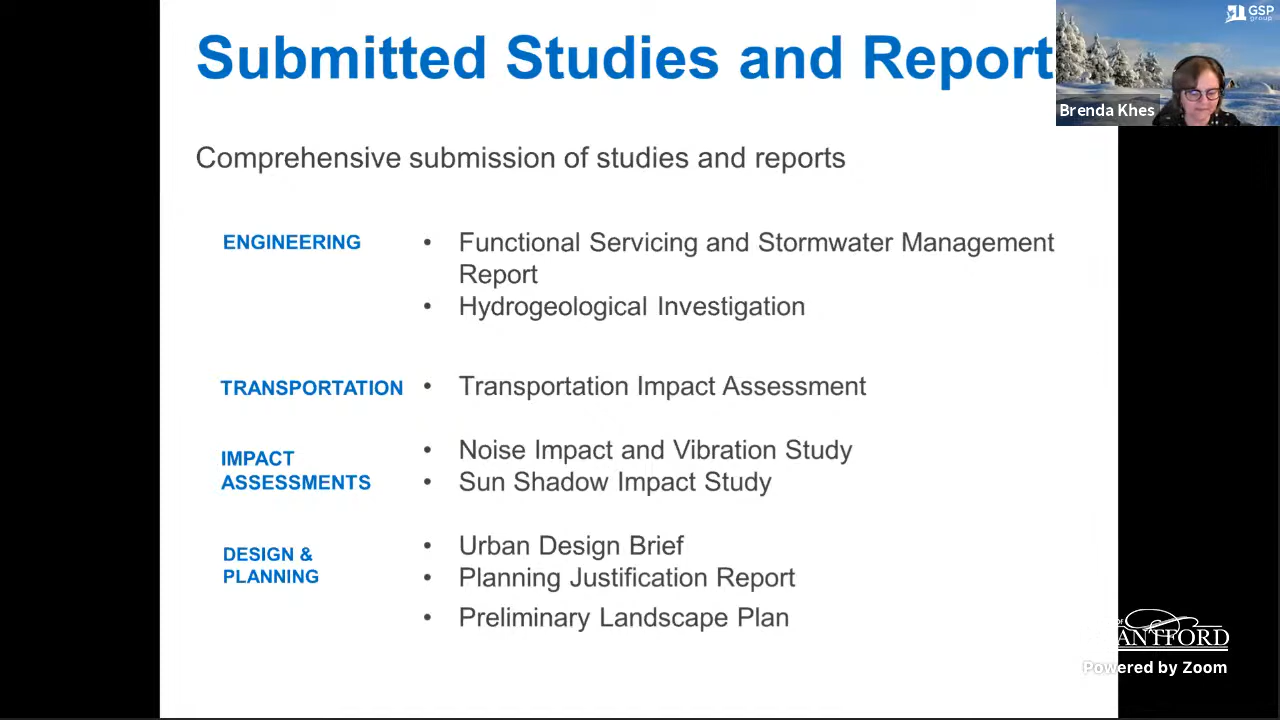 Submitted Studies and Report
GSP
group
Brenda Khes
Comprehensive submission of studies and reports
ENGINEERING
• Functional Servicing and Stormwater Management
Report
• Hydrogeological Investigation
TRANSPORTATION
• Transportation Impact Assessment
IMPACT
ASSESSMENTS
• Noise Impact and Vibration Study
• Sun Shadow Impact Study
DESIGN &
PLANNING
• Urban Design Brief
• Planning Justification Report
• Preliminary Landscape Plan
ANTFORD
Powered by Zoom